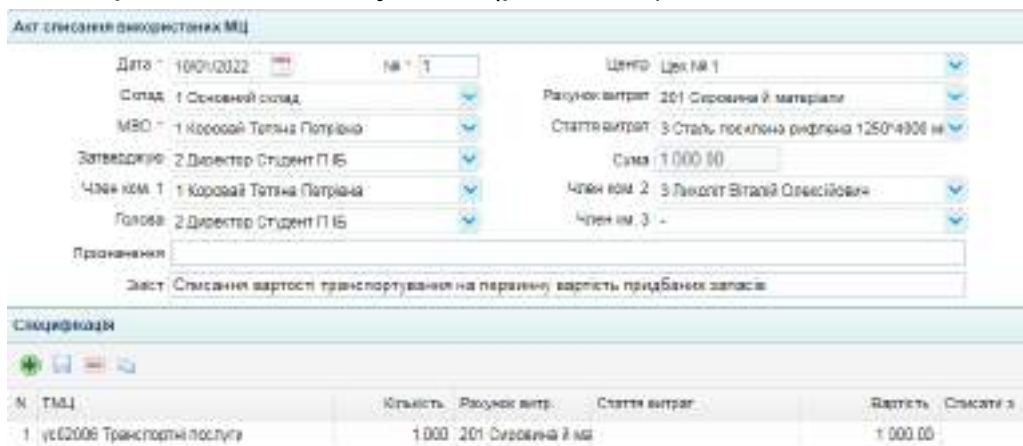 Акт списання використаних МЦ
Дата * 10/01/2022 № * 1 Центр Цех № 1
Склад 1 Основний склад Рахунок витрат 201 Сировина й матеріали
МВО * 1 Коровай Тетяна Петрівна Стаття витрат 3 Сталь посилена рифлена 1250*4000 м
Затверджую 2 Директор Студент П ІБ Сума 1 000.00
Член ком. 1 1 Коровай Тетяна Петрівна Член ком. 2 3 Віталій Олексійович
Голова 2 Директор Студент П ІБ Член км. 3 -
Призначення
Зміст Списання вартості транспортування на первинну вартість придбаних запасів
Специфікація
N ТМЦ Кількість Рахунок витр. Стаття витрат Вартість Списати з
1 Транспортні послуги 1.000 201 Сировина й ма 1 000.00